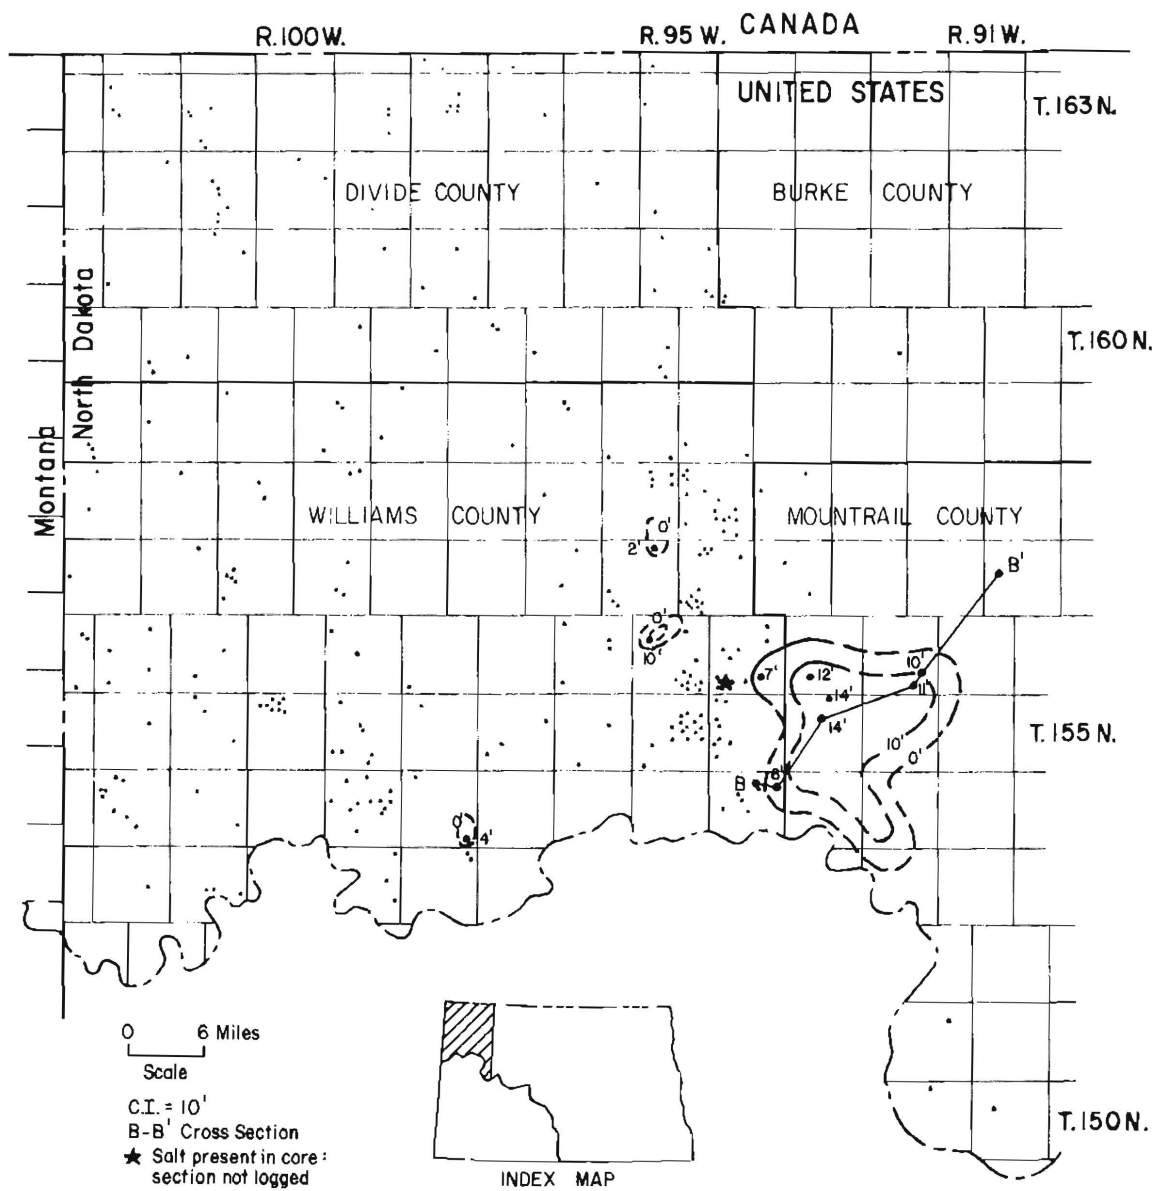 CANADA
R.100W.
R.95 W.
R.91 W.
UNITED STATES
T.163 N.
DIVIDE COUNTY
BURKE COUNTY
North Dakota
Montana
T.160 N.
WILLIAMS COUNTY
MOUNTRAIL COUNTY
0'
2'
B'
0'
10'
7'
12'
10'
11'
14'
14'
T.155 N.
10'
0'
B
8'
0'
4'
0 6 Miles
Scale
C.I. = 10'
B-B' Cross Section
★ Salt present in core:
section not logged
INDEX MAP
T.150 N.